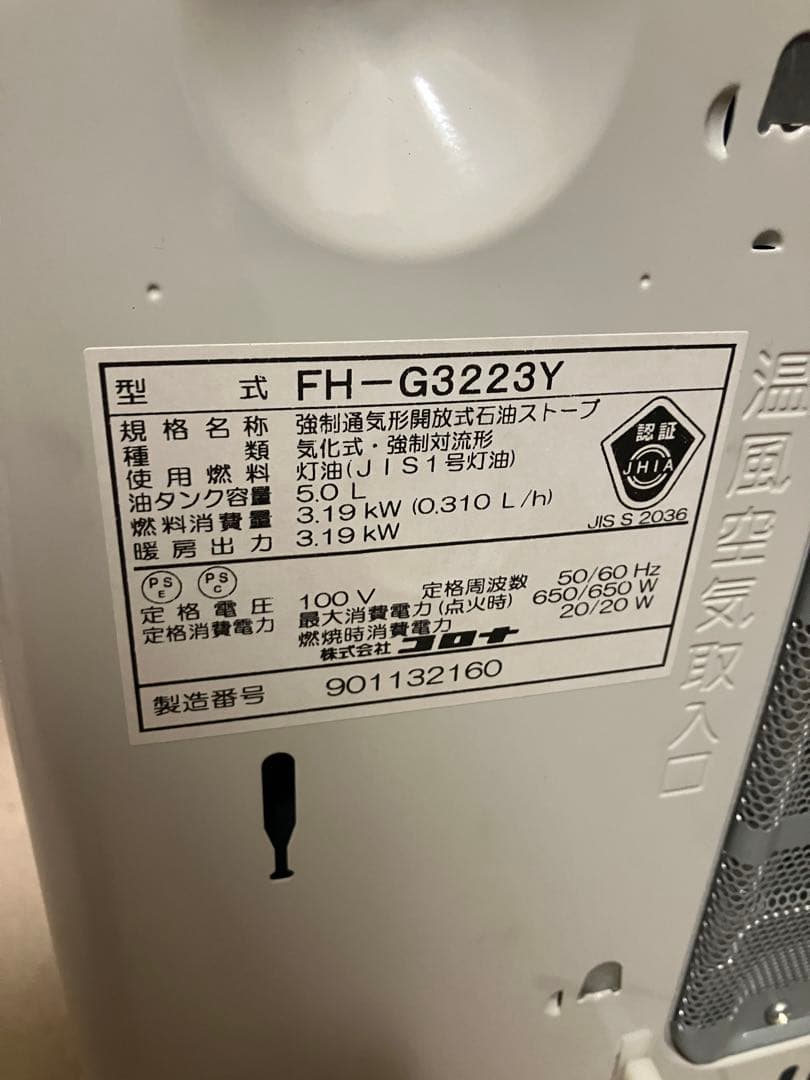 型式 FH-G3223Y
規格名称 強制通気形開放式石油ストーブ
種類 気化式・強制対流形
使用燃料 灯油(JIS1号灯油)
油タンク容量 5.0 L
燃料消費量 3.19 kW (0.310 L/h)
暖房出力 3.19 kW
認証
JHIA
JIS S 2036
PS E PS C
定格電圧 100 V 定格周波数 50/60 Hz
定格消費電力 最大消費電力(点火時) 650/650 W
燃焼時消費電力 20/20 W
株式会社 コロナ
製造番号 901132160
温風空気取入口